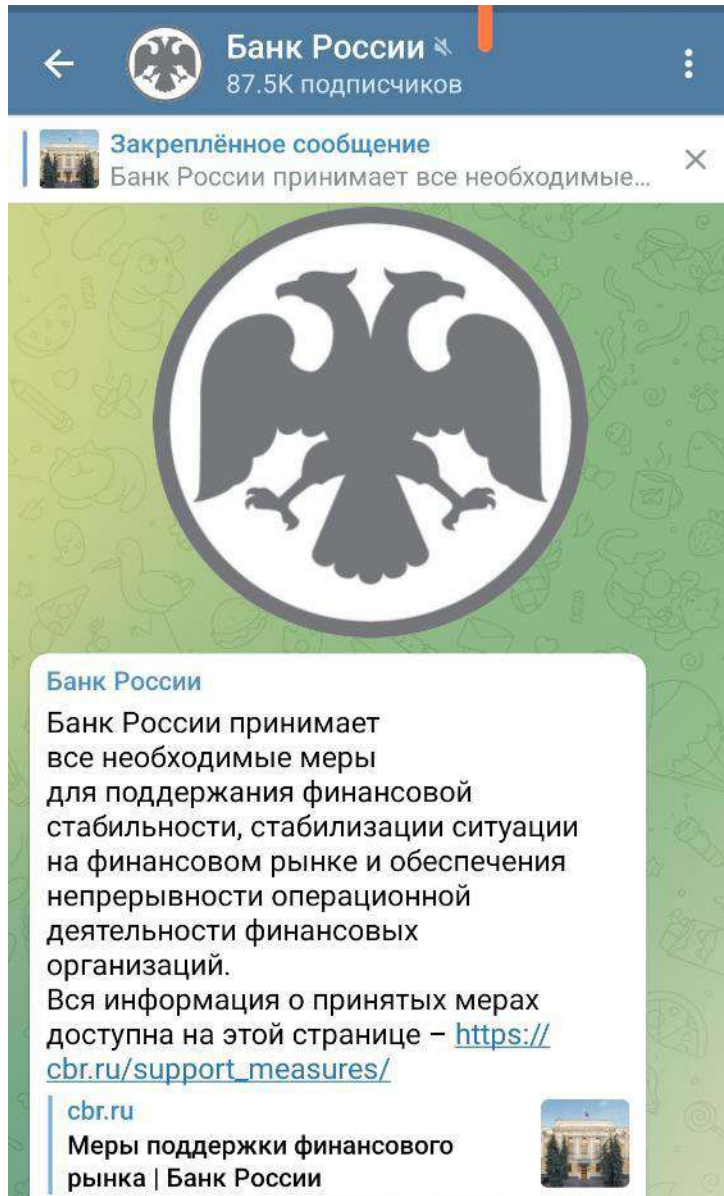 Банк России
87.5K подписчиков
Закреплённое сообщение
Банк России принимает все необходимые...
Банк России
Банк России принимает
все необходимые меры
для поддержания финансовой
стабильности, стабилизации ситуации
на финансовом рынке и обеспечения
непрерывности операционной
деятельности финансовых
организаций.
Вся информация о принятых мерах
доступна на этой странице – https://
cbr.ru/support_measures/
cbr.ru
Меры поддержки финансового
рынка | Банк России